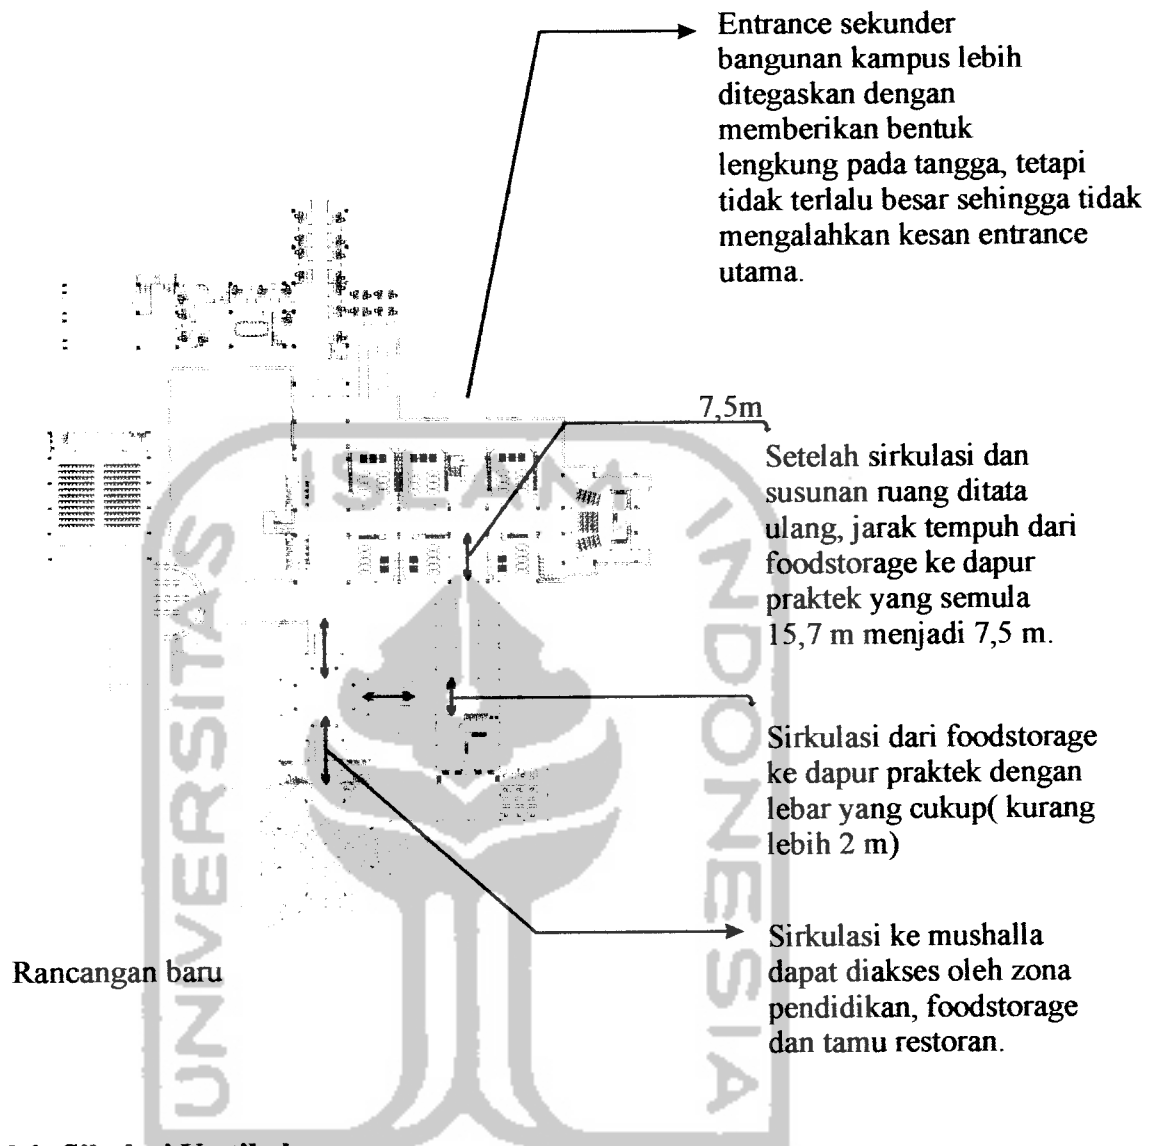 Entrance sekunder
bangunan kampus lebih
ditegaskan dengan
memberikan bentuk
lengkung pada tangga, tetapi
tidak terlalu besar sehingga tidak
mengalahkan kesan entrance
utama.
7,5m
Setelah sirkulasi dan
susunan ruang ditata
ulang, jarak tempuh dari
foodstorage ke dapur
praktek yang semula
15,7 m menjadi 7,5 m.
Sirkulasi dari foodstorage
ke dapur praktek dengan
lebar yang cukup( kurang
lebih 2 m)
Sirkulasi ke mushalla
dapat diakses oleh zona
pendidikan, foodstorage
dan tamu restoran.
Rancangan baru
UNIVERSITAS
ISLAM
INDONESIA